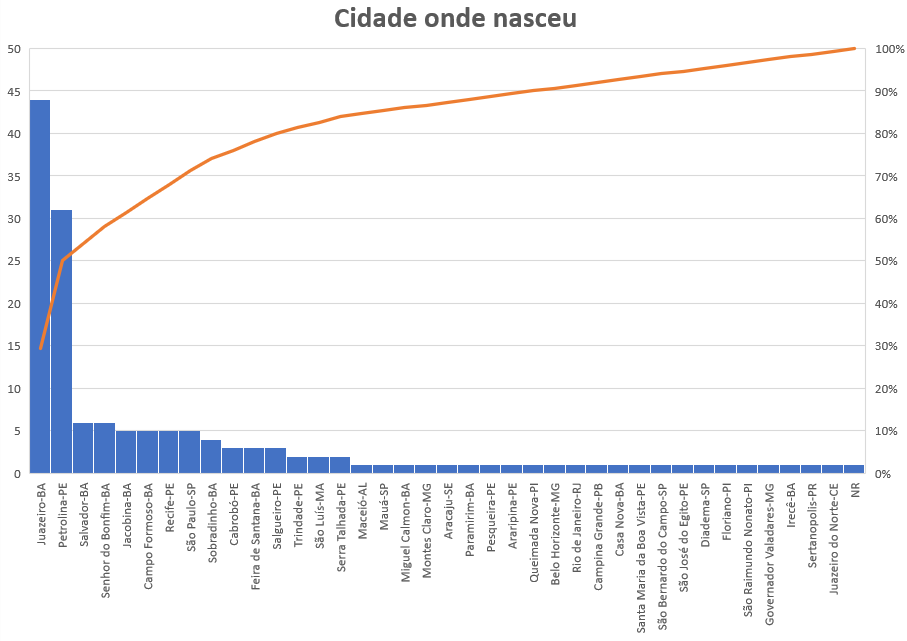 Cidade onde nasceu
50
45
40
35
30
25
20
15
10
5
0
100%
90%
80%
70%
60%
50%
40%
30%
20%
10%
0%
Juazeiro-BA
Petrolina-PE
Salvador-BA
Senhor do Bonfim-BA
Jacobina-BA
Campo Formoso-BA
Recife-PE
São Paulo-SP
Sobradinho-BA
Cabrobó-PE
Feira de Santana-BA
Salgueiro-PE
Trindade-PE
São Luís-MA
Serra Talhada-PE
Maceió-AL
Mauá-SP
Miguel Calmon-BA
Montes Claro-MG
Aracaju-SE
Paramirim-BA
Pesqueira-PE
Araripina-PE
Queimada Nova-PI
Belo Horizonte-MG
Rio de Janeiro-RJ
Campina Grande-PB
Casa Nova-BA
Santa Maria da Boa Vista-PE
São Bernardo do Campo-SP
São José do Egito-PE
Diadema-SP
Floriano-PI
São Raimundo Nonato-PI
Governador Valadares-MG
Irecê-BA
Sertanopolis-PR
Juazeiro do Norte-CE
NR